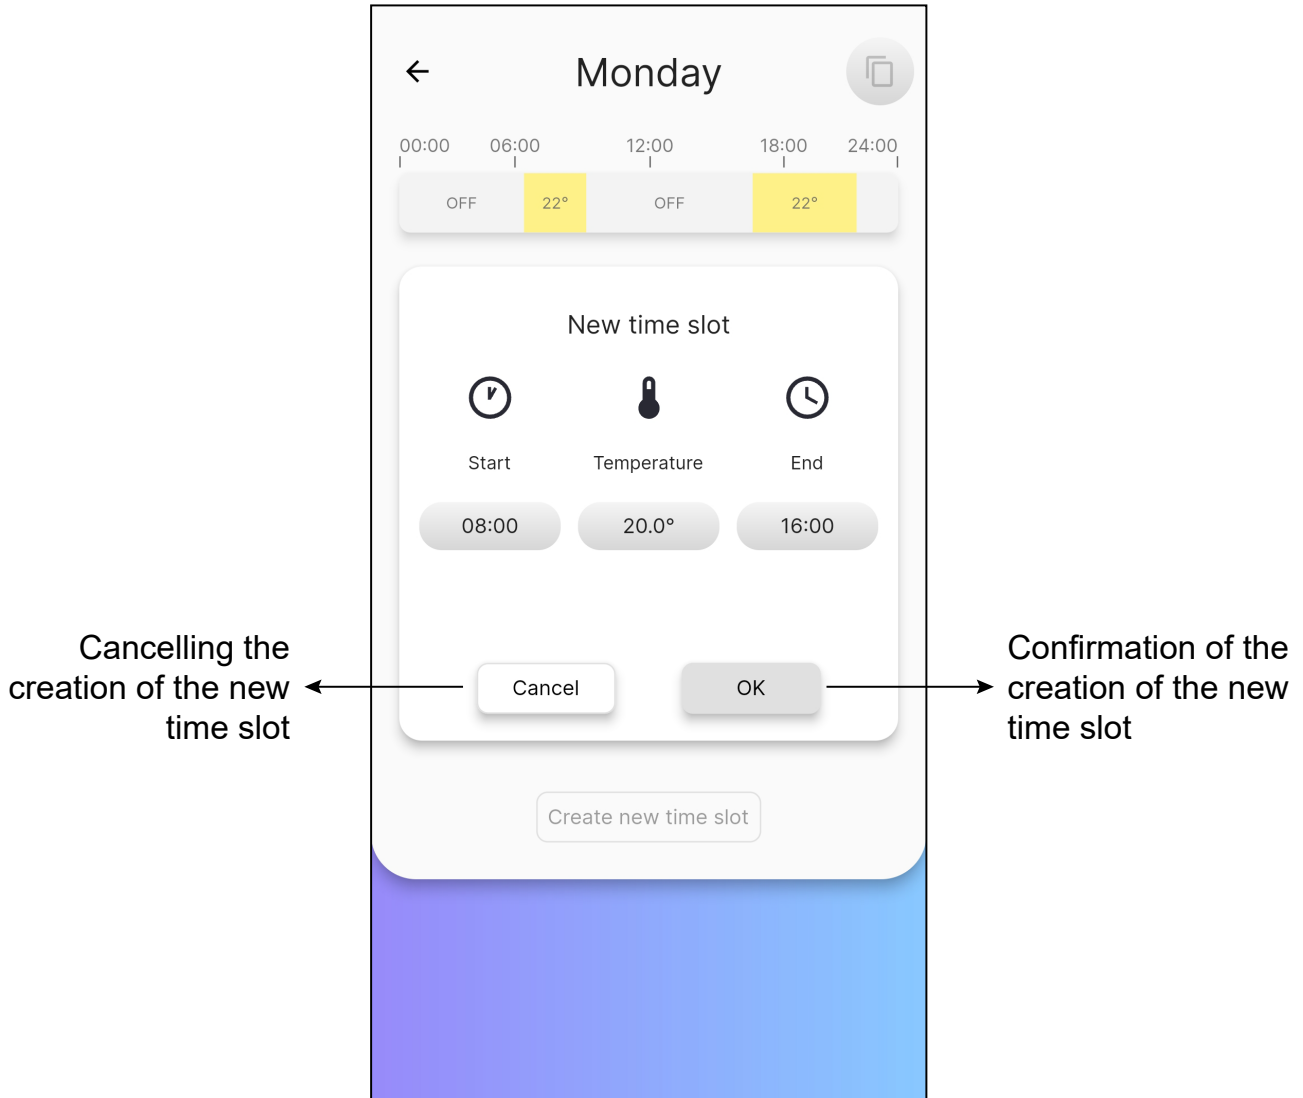 Monday
00:00 06:00 12:00 18:00 24:00
OFF 22° OFF 22°
New time slot
Start Temperature End
08:00 20.0° 16:00
Cancelling the
creation of the new
time slot
Cancel OK
Confirmation of the
creation of the new
time slot
Create new time slot